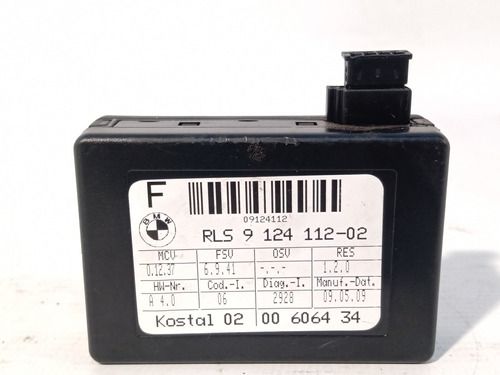 F
09124112
BMW
RLS 9 124 112-02
MCV FSV OSV RES
0.12.37 6.9.41 -.-.- 1.2.0
HW-Nr. Cod.-I. Diag.-I. Manuf.-Dat.
A 4.0 06 2928 09.05.09
Kostal 02 00 6064 34